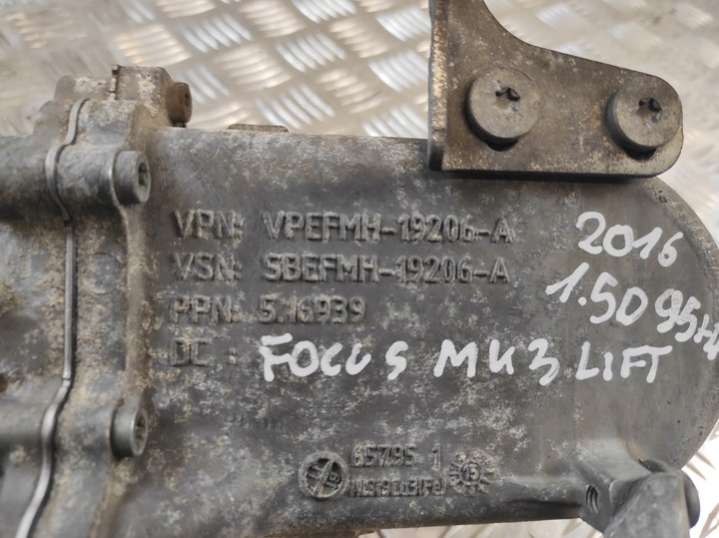 VPN: VPEFMH-19206-A
VSN: SBEFMH-19206-A
PPN: 5.16939
DC :
2016
1.5D 95HP
FOCUS MK3 LIFT
65795 1